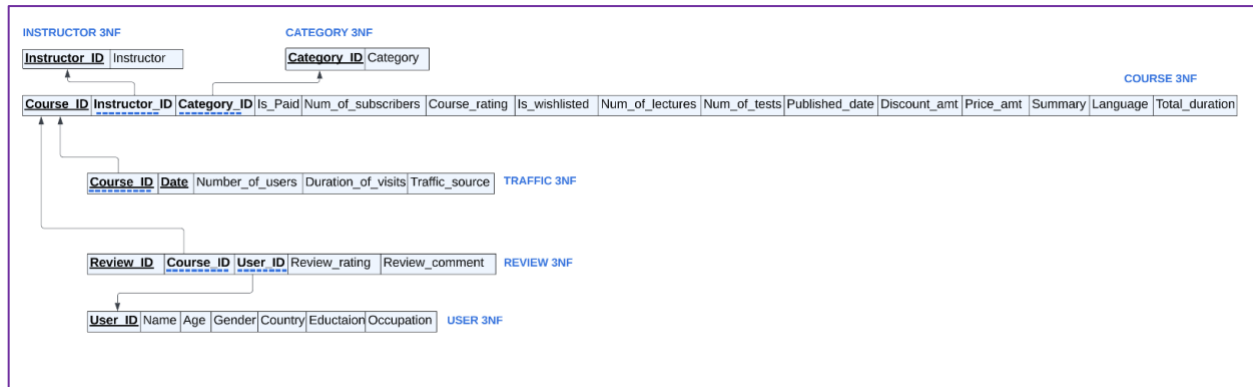 INSTRUCTOR 3NF
CATEGORY 3NF
Instructor_ID Instructor
Category_ID Category
COURSE 3NF
Course_ID Instructor_ID Category_ID Is_Paid Num_of_subscribers Course_rating Is_wishlisted Num_of_lectures Num_of_tests Published_date Discount_amt Price_amt Summary Language Total_duration
Course_ID Date Number_of_users Duration_of_visits Traffic_source TRAFFIC 3NF
Review_ID Course_ID User_ID Review_rating Review_comment REVIEW 3NF
User_ID Name Age Gender Country Eductaion Occupation USER 3NF